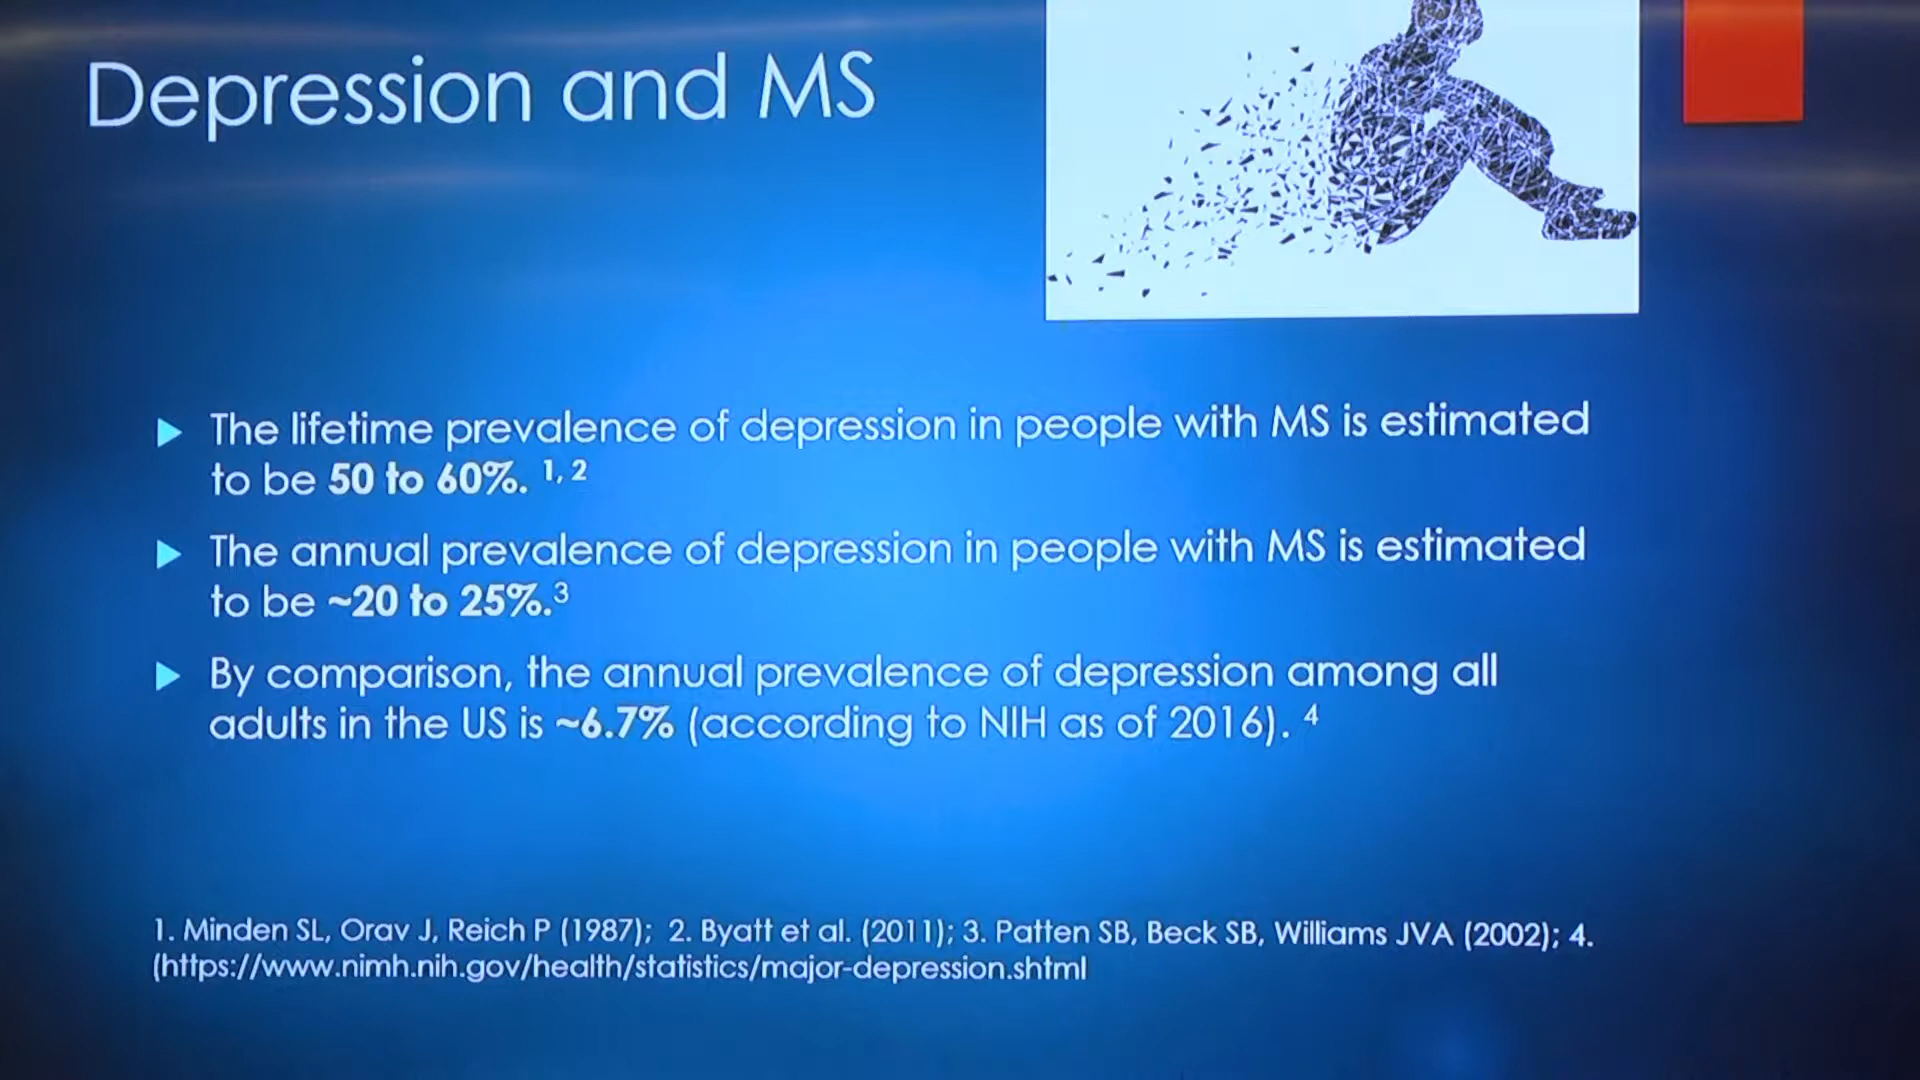 Depression and MS
The lifetime prevalence of depression in people with MS is estimated
to be 50 to 60%. 1, 2
The annual prevalence of depression in people with MS is estimated
to be ~20 to 25%.3
By comparison, the annual prevalence of depression among all
adults in the US is ~6.7% (according to NIH as of 2016). 4
1. Minden SL, Orav J, Reich P (1987); 2. Byatt et al. (2011); 3. Patten SB, Beck SB, Williams JVA (2002); 4.
(https://www.nimh.nih.gov/health/statistics/major-depression.shtml